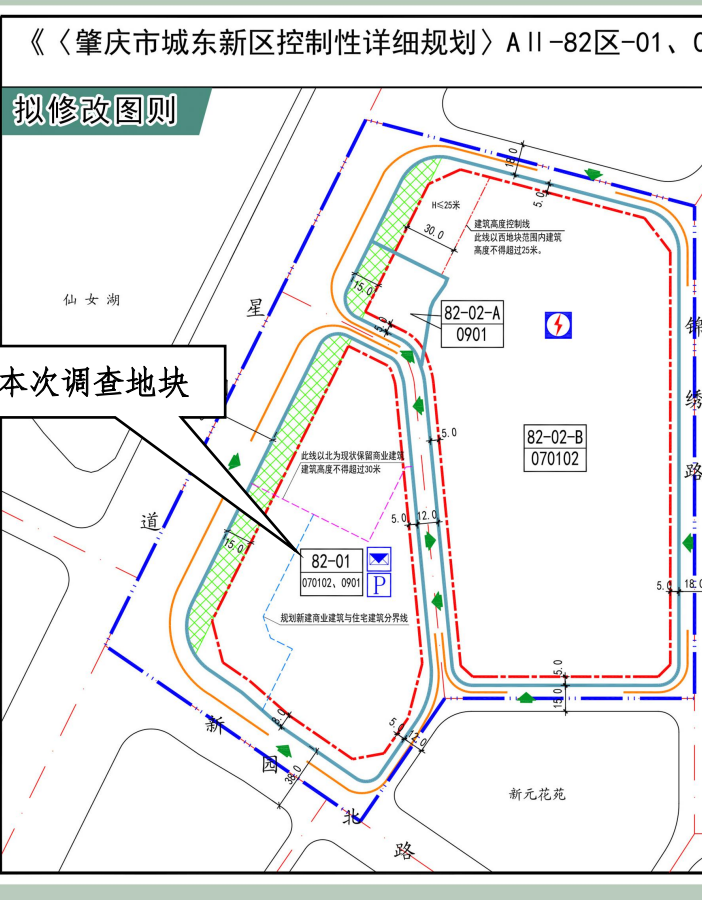 《〈肇庆市城东新区控制性详细规划〉AⅡ-82区-01、0
拟修改图则
18.0
5.0
H≤25米
30.0
建筑高度控制线
此线以西地块范围内建筑
高度不得超过25米。
仙女湖
15.0
星
5.0
82-02-A
0901
锦
绣
路
本次调查地块
5.0
82-02-B
070102
此线以北为现状保留商业建筑
建筑高度不得超过30米
道
15.0
5.0
12.0
82-01
070102、0901
P
5.0
18.0
规划新建商业建筑与住宅建筑分界线
5.0
15.0
8.0
新
园
北
路
5.0
12.0
38.0
新元花苑